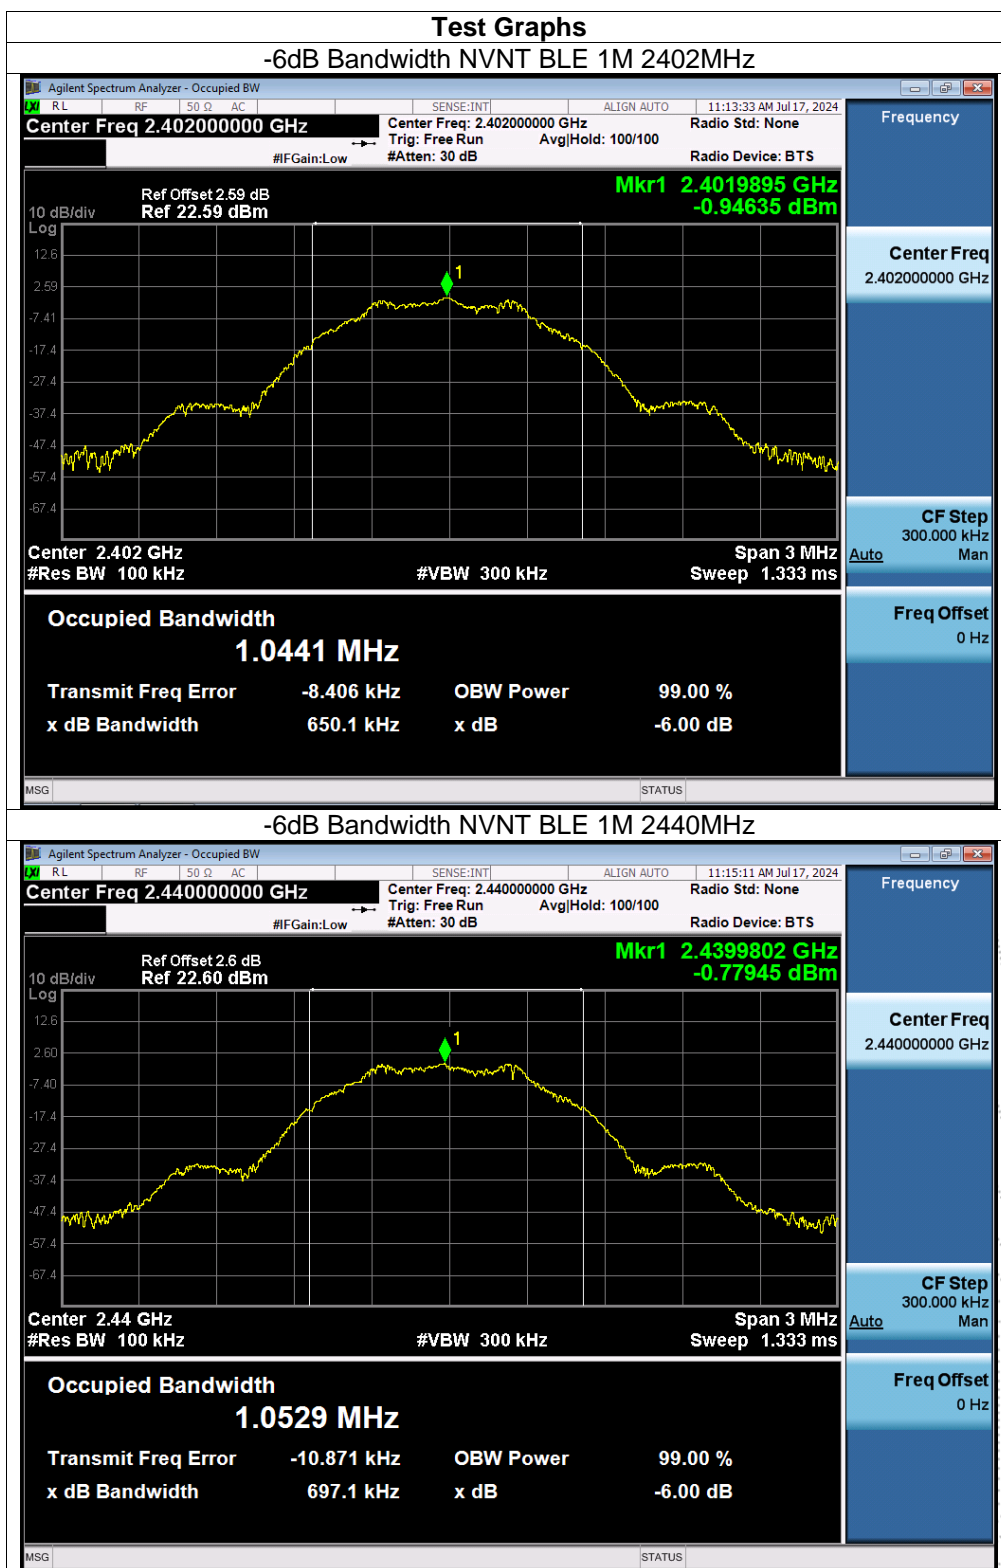 Test Graphs
-6dB Bandwidth NVNT BLE 1M 2402MHz
Agilent Spectrum Analyzer - Occupied BW
LXI RL RF 50 Ω AC SENSE:INT ALIGN AUTO 11:13:33 AM Jul 17, 2024
Center Freq 2.402000000 GHz Center Freq: 2.402000000 GHz Radio Std: None Frequency
Trig: Free Run Avg|Hold: 100/100
#IFGain:Low #Atten: 30 dB Radio Device: BTS
Mkr1 2.4019895 GHz
Ref Offset 2.59 dB
10 dB/div Ref 22.59 dBm -0.94635 dBm
Log
12.6
2.59
-7.41
-17.4
-27.4
-37.4
-47.4
-57.4
-67.4
1
Center Freq
2.402000000 GHz
CF Step
300.000 kHz
Auto Man
Freq Offset
0 Hz
Center 2.402 GHz Span 3 MHz
#Res BW 100 kHz #VBW 300 kHz Sweep 1.333 ms
Occupied Bandwidth
1.0441 MHz
Transmit Freq Error -8.406 kHz OBW Power 99.00 %
x dB Bandwidth 650.1 kHz x dB -6.00 dB
MSG STATUS
-6dB Bandwidth NVNT BLE 1M 2440MHz
Agilent Spectrum Analyzer - Occupied BW
LXI RL RF 50 Ω AC SENSE:INT ALIGN AUTO 11:15:11 AM Jul 17, 2024
Center Freq 2.440000000 GHz Center Freq: 2.440000000 GHz Radio Std: None Frequency
Trig: Free Run Avg|Hold: 100/100
#IFGain:Low #Atten: 30 dB Radio Device: BTS
Mkr1 2.4399802 GHz
Ref Offset 2.6 dB
10 dB/div Ref 22.60 dBm -0.77945 dBm
Log
12.6
2.60
-7.40
-17.4
-27.4
-37.4
-47.4
-57.4
-67.4
1
Center Freq
2.440000000 GHz
CF Step
300.000 kHz
Auto Man
Freq Offset
0 Hz
Center 2.44 GHz Span 3 MHz
#Res BW 100 kHz #VBW 300 kHz Sweep 1.333 ms
Occupied Bandwidth
1.0529 MHz
Transmit Freq Error -10.871 kHz OBW Power 99.00 %
x dB Bandwidth 697.1 kHz x dB -6.00 dB
MSG STATUS